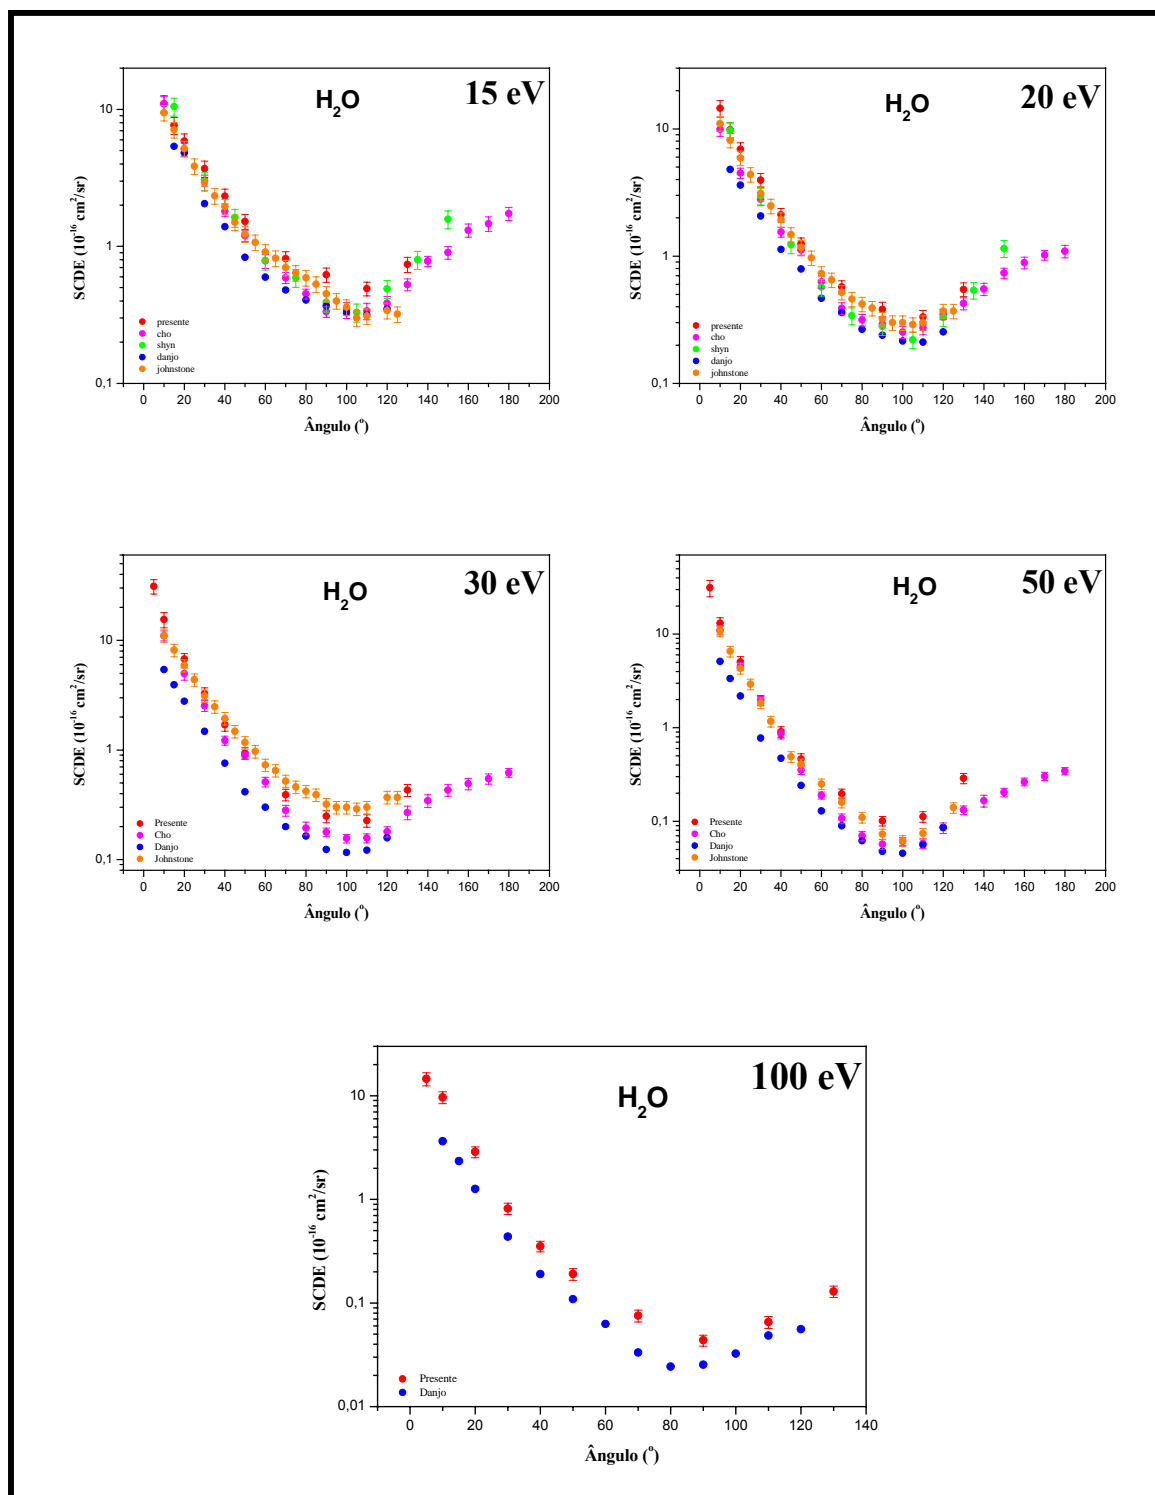 H₂O
15 eV
SCDE (10⁻¹⁶ cm²/sr)
10
1
0,1
presente
cho
shyn
danjo
johnstone
0 20 40 60 80 100 120 140 160 180 200
Ângulo (°)
H₂O
20 eV
SCDE (10⁻¹⁶ cm²/sr)
10
1
0,1
presente
cho
shyn
danjo
johnstone
0 20 40 60 80 100 120 140 160 180 200
Ângulo (°)
H₂O
30 eV
SCDE (10⁻¹⁶ cm²/sr)
10
1
0,1
Presente
Cho
Danjo
Johnstone
0 20 40 60 80 100 120 140 160 180 200
Ângulo (°)
H₂O
50 eV
SCDE (10⁻¹⁶ cm²/sr)
10
1
0,1
Presente
Cho
Danjo
Johnstone
0 20 40 60 80 100 120 140 160 180 200
Ângulo (°)
H₂O
100 eV
SCDE (10⁻¹⁶ cm²/sr)
10
1
0,1
0,01
Presente
Danjo
0 20 40 60 80 100 120 140
Ângulo (°)